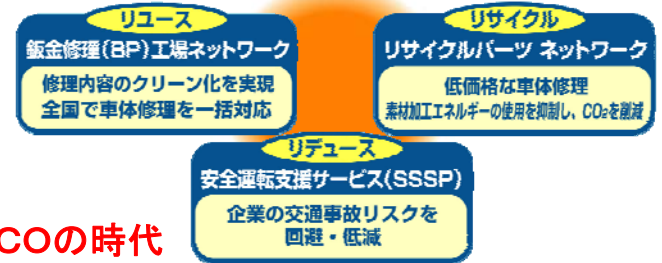 リユース
鈑金修理(BP)工場ネットワーク
修理内容のクリーン化を実現
全国で車体修理を一括対応
リサイクル
リサイクルパーツ ネットワーク
低価格な車体修理
素材加工エネルギーの使用を抑制し、CO₂を削減
リデュース
安全運転支援サービス(SSSP)
企業の交通事故リスクを
回避・低減
COの時代